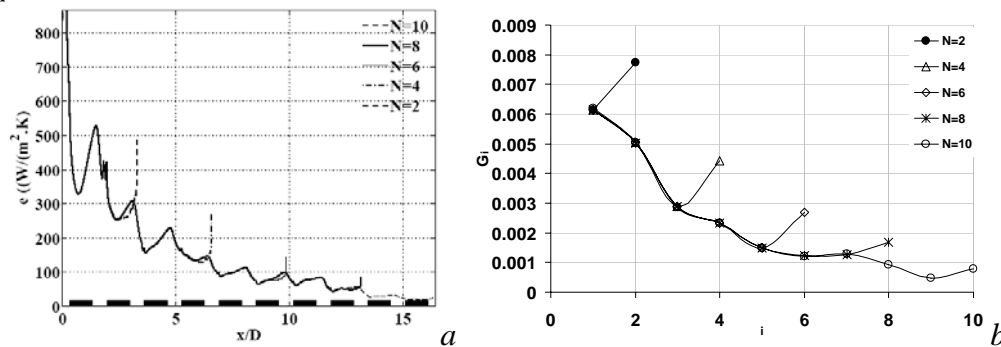 800
700
600
500
400
300
200
100
0
e ((W/(m².K)
0 5 10 15
x/D
N=10
N=8
N=6
N=4
N=2
a
0.009
0.008
0.007
0.006
0.005
0.004
0.003
0.002
0.001
0
Gi
0 2 4 6 8 10
i
N=2
N=4
N=6
N=8
N=10
b